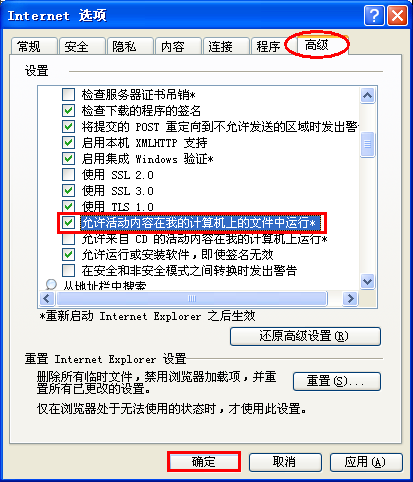 Internet 选项
常规 安全 隐私 内容 连接 程序 高级
设置
检查服务器证书吊销*
检查下载的程序的签名
将提交的 POST 重定向到不允许发送的区域时发出警告
启用本机 XMLHTTP 支持
启用集成 Windows 验证*
使用 SSL 2.0
使用 SSL 3.0
使用 TLS 1.0
允许活动内容在我的计算机上的文件中运行*
允许来自 CD 的活动内容在我的计算机上运行*
允许运行或安装软件，即使签名无效
在安全和非安全模式之间转换时发出警告
从地址栏中搜索
*重新启动 Internet Explorer 之后生效
还原高级设置(R)
重置 Internet Explorer 设置
删除所有临时文件，禁用浏览器加载项，并重
置所有已更改的设置。
重置(S)...
仅在浏览器处于无法使用的状态时，才使用此设置。
确定 取消 应用(A)